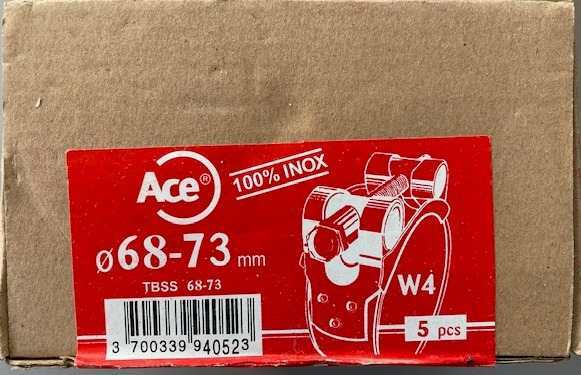 Ace®
100% INOX
ø68-73 mm
TBSS 68-73
W4
3 700339 940523
5 pcs